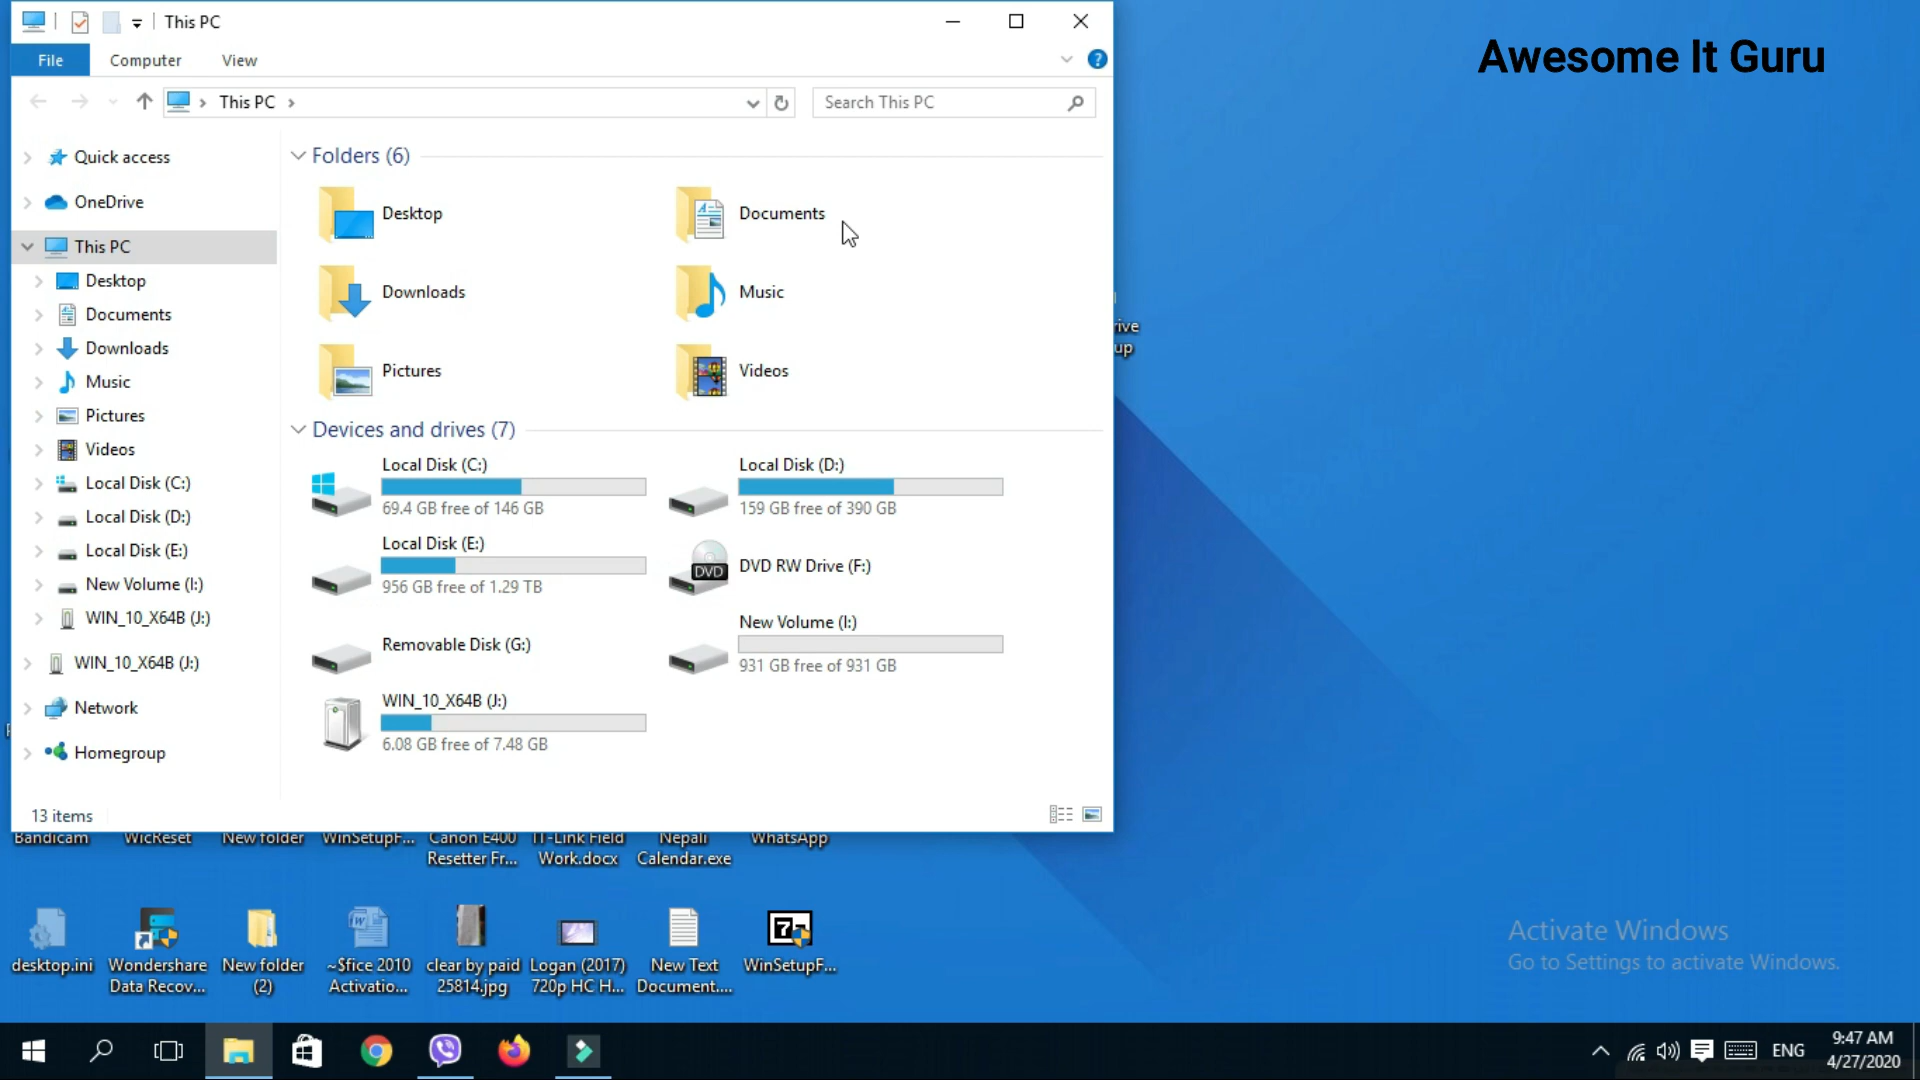 This PC
Awesome It Guru
File
Computer
View
This PC
Search This PC
Quick access
OneDrive
This PC
Desktop
Documents
Downloads
Music
Pictures
Videos
Local Disk (C:)
Local Disk (D:)
Local Disk (E:)
New Volume (I:)
WIN_10_X64B (J:)
WIN_10_X64B (J:)
Network
Homegroup
Folders (6)
Desktop
Documents
Downloads
Music
Pictures
Videos
Devices and drives (7)
Local Disk (C:)
69.4 GB free of 146 GB
Local Disk (D:)
159 GB free of 390 GB
Local Disk (E:)
956 GB free of 1.29 TB
DVD
DVD RW Drive (F:)
Removable Disk (G:)
New Volume (I:)
931 GB free of 931 GB
WIN_10_X64B (J:)
6.08 GB free of 7.48 GB
13 items
Bandicam
WicReset
New folder
WinSetupF...
Canon E400
Resetter Fr...
IT-Link Field
Work.docx
Nepali
Calendar.exe
WhatsApp
desktop.ini
Wondershare
Data Recov...
New folder
(2)
~$fice 2010
Activatio...
clear by paid
25814.jpg
Logan (2017)
720p HC H...
New Text
Document....
WinSetupF...
Activate Windows
Go to Settings to activate Windows.
ENG
9:47 AM
4/27/2020